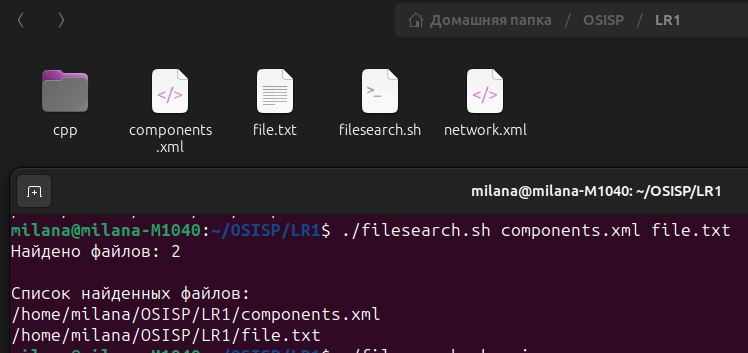 Домашняя папка / OSISP / LR1
cpp
components
.xml
file.txt
filesearch.sh
network.xml
milana@milana-M1040: ~/OSISP/LR1
milana@milana-M1040:~/OSISP/LR1$ ./filesearch.sh components.xml file.txt
Найдено файлов: 2
Список найденных файлов:
/home/milana/OSISP/LR1/components.xml
/home/milana/OSISP/LR1/file.txt